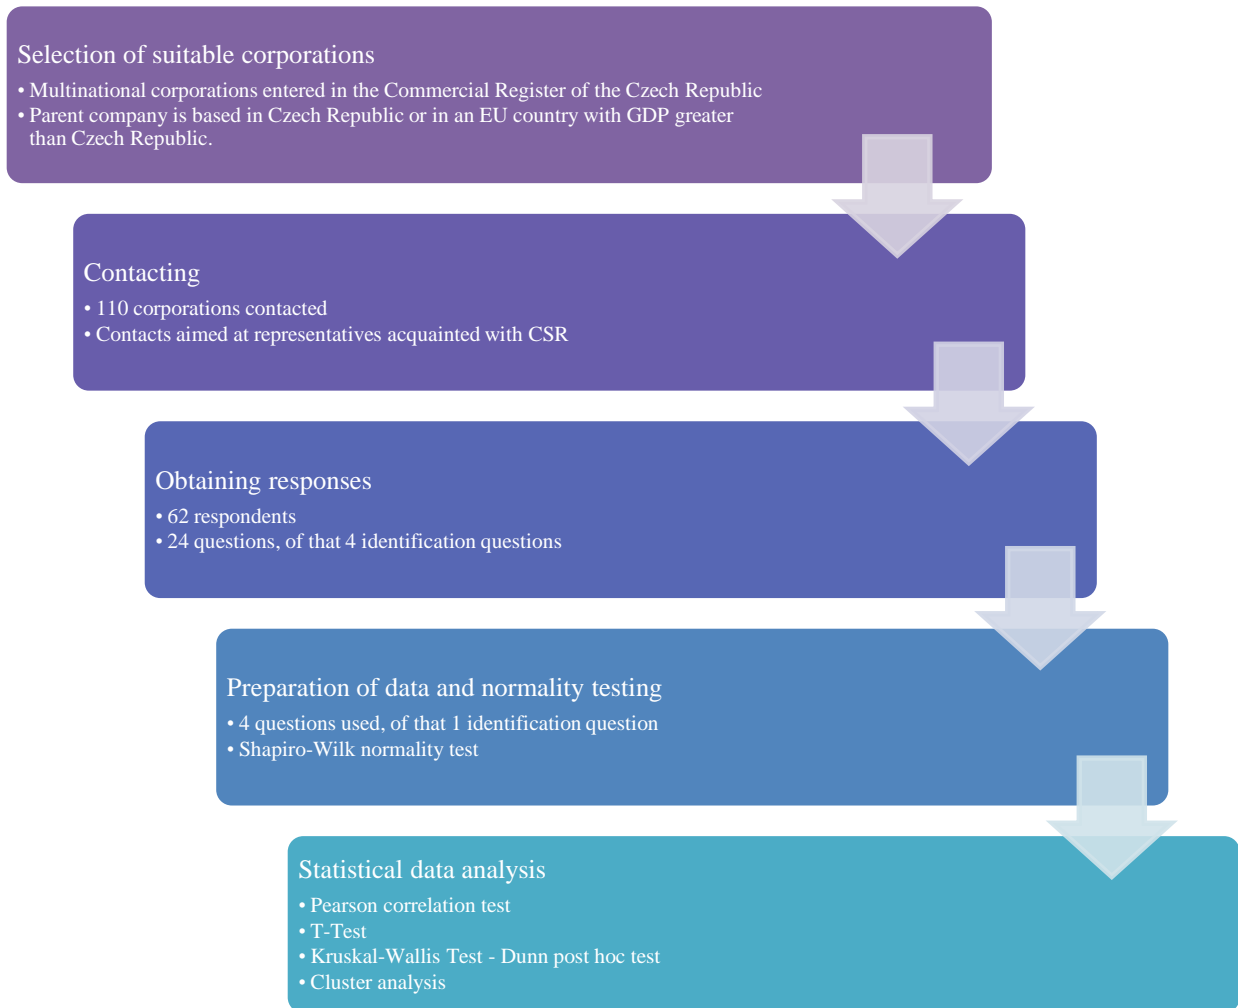 Selection of suitable corporations
• Multinational corporations entered in the Commercial Register of the Czech Republic
• Parent company is based in Czech Republic or in an EU country with GDP greater
than Czech Republic.
Contacting
• 110 corporations contacted
• Contacts aimed at representatives acquainted with CSR
Obtaining responses
• 62 respondents
• 24 questions, of that 4 identification questions
Preparation of data and normality testing
• 4 questions used, of that 1 identification question
• Shapiro-Wilk normality test
Statistical data analysis
• Pearson correlation test
• T-Test
• Kruskal-Wallis Test - Dunn post hoc test
• Cluster analysis